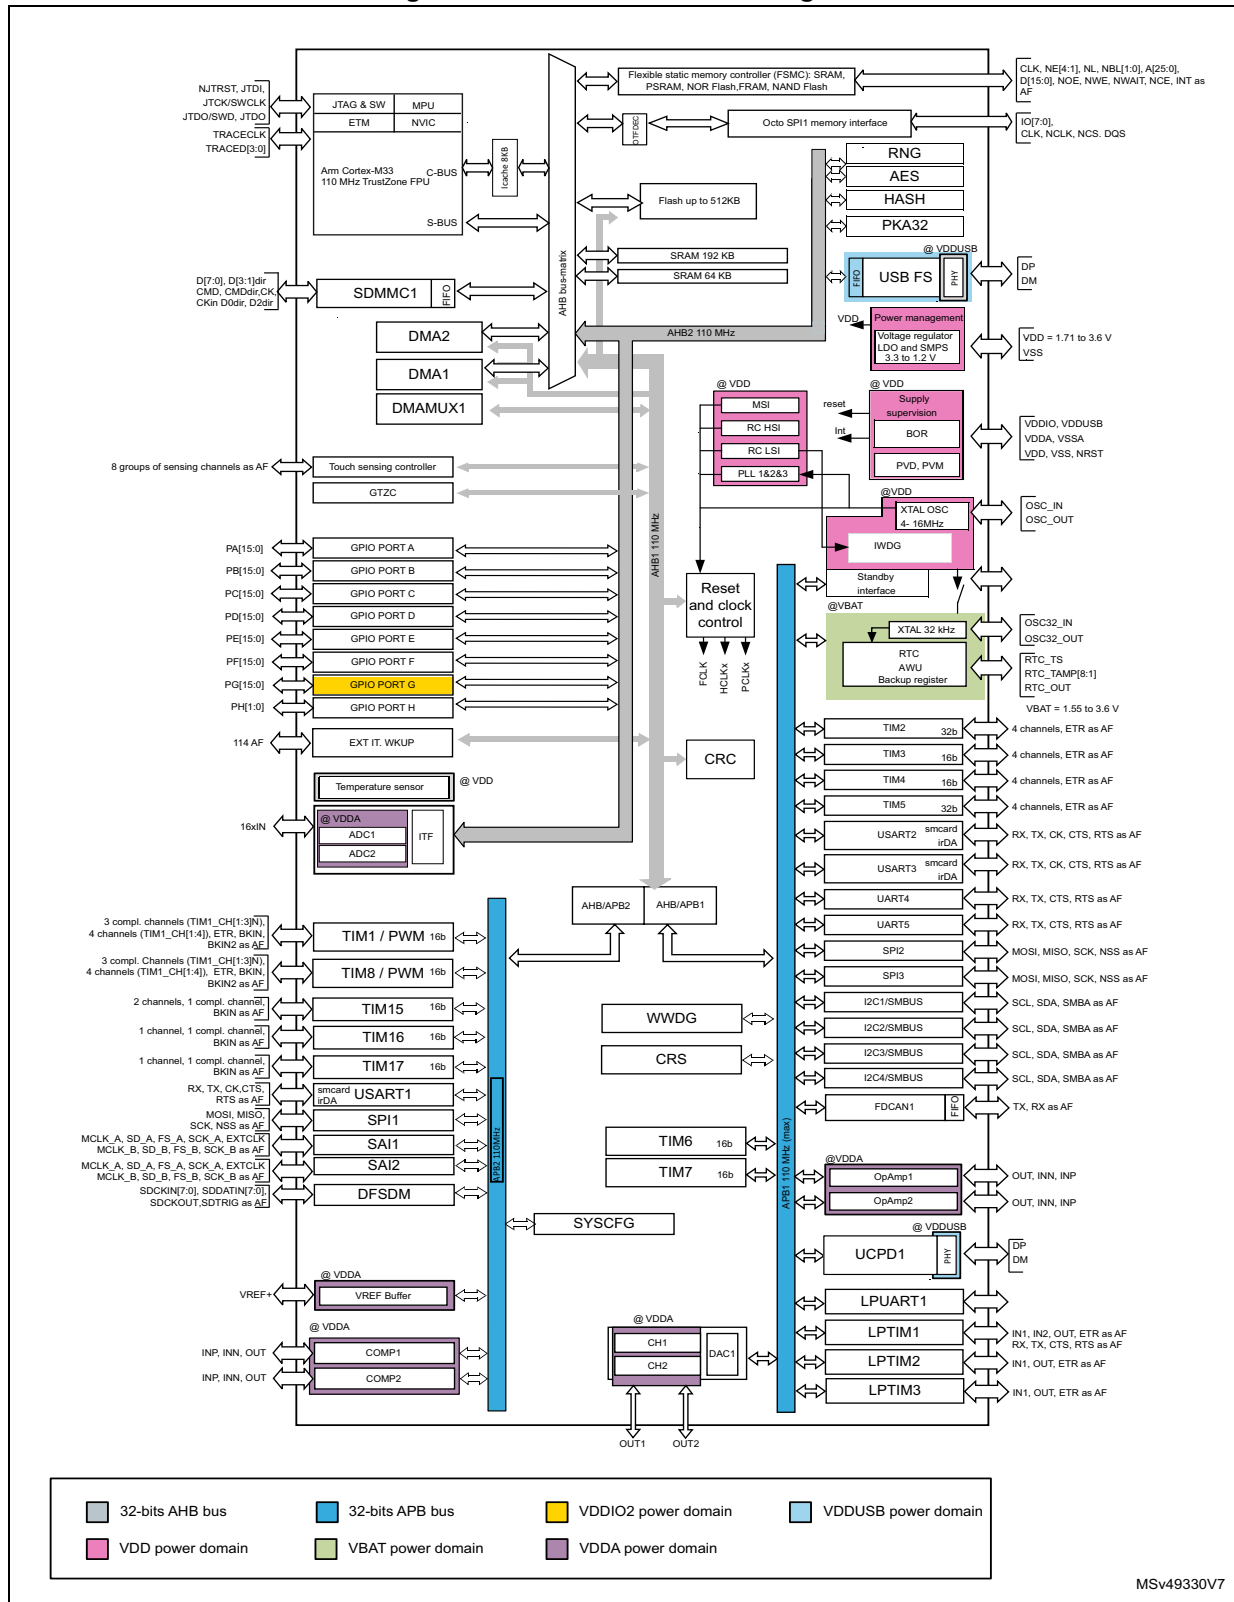 NJTRST, JTDI,
JTCK/SWCLK
JTDO/SWD, JTDO
TRACECLK
TRACED[3:0]
JTAG & SW
MPU
ETM
NVIC
Arm Cortex-M33
110 MHz TrustZone FPU
C-BUS
S-BUS
Icache 8KB
AHB bus-matrix
Flexible static memory controller (FSMC): SRAM,
PSRAM, NOR Flash,FRAM, NAND Flash
CLK, NE[4:1], NL, NBL[1:0], A[25:0],
D[15:0], NOE, NWE, NWAIT, NCE, INT as
AF
OTFDEC
Octo SPI1 memory interface
IO[7:0],
CLK, NCLK, NCS. DQS
RNG
AES
HASH
PKA32
Flash up to 512KB
SRAM 192 KB
SRAM 64 KB
@ VDDUSB
FIFO
USB FS
PHY
DP
DM
D[7:0], D[3:1]dir
CMD, CMDdir,CK,
CKin D0dir, D2dir
SDMMC1
FIFO
DMA2
DMA1
DMAMUX1
AHB2 110 MHz
VDD
Power management
Voltage regulator
LDO and SMPS
3.3 to 1.2 V
VDD = 1.71 to 3.6 V
VSS
@ VDD
MSI
RC HSI
RC LSI
PLL 1&2&3
@ VDD
reset
Int
Supply
supervision
BOR
PVD, PVM
VDDIO, VDDUSB
VDDA, VSSA
VDD, VSS, NRST
8 groups of sensing channels as AF
Touch sensing controller
GTZC
@VDD
XTAL OSC
4- 16MHz
IWDG
OSC_IN
OSC_OUT
Standby
interface
@VBAT
XTAL 32 kHz
RTC
AWU
Backup register
OSC32_IN
OSC32_OUT
RTC_TS
RTC_TAMP[8:1]
RTC_OUT
VBAT = 1.55 to 3.6 V
AHB1 110 MHz
Reset
and clock
control
FCLK
HCLKx
PCLKx
CRC
PA[15:0]
GPIO PORT A
PB[15:0]
GPIO PORT B
PC[15:0]
GPIO PORT C
PD[15:0]
GPIO PORT D
PE[15:0]
GPIO PORT E
PF[15:0]
GPIO PORT F
PG[15:0]
GPIO PORT G
PH[1:0]
GPIO PORT H
114 AF
EXT IT. WKUP
Temperature sensor
@ VDD
16xIN
@ VDDA
ADC1
ADC2
ITF
AHB/APB2
AHB/APB1
TIM2
32b
4 channels, ETR as AF
TIM3
16b
4 channels, ETR as AF
TIM4
16b
4 channels, ETR as AF
TIM5
32b
4 channels, ETR as AF
USART2
smcard
irDA
RX, TX, CK, CTS, RTS as AF
USART3
smcard
irDA
RX, TX, CK, CTS, RTS as AF
UART4
RX, TX, CTS, RTS as AF
UART5
RX, TX, CTS, RTS as AF
SPI2
MOSI, MISO, SCK, NSS as AF
SPI3
MOSI, MISO, SCK, NSS as AF
I2C1/SMBUS
SCL, SDA, SMBA as AF
I2C2/SMBUS
SCL, SDA, SMBA as AF
I2C3/SMBUS
SCL, SDA, SMBA as AF
I2C4/SMBUS
SCL, SDA, SMBA as AF
FDCAN1
FIFO
TX, RX as AF
3 compl. channels (TIM1_CH[1:3]N),
4 channels (TIM1_CH[1:4]), ETR, BKIN,
BKIN2 as AF
TIM1 / PWM
16b
3 compl. Channels (TIM1_CH[1:3]N),
4 channels (TIM1_CH[1:4]), ETR, BKIN,
BKIN2 as AF
TIM8 / PWM
16b
2 channels, 1 compl. channel,
BKIN as AF
TIM15
16b
1 channel, 1 compl. channel,
BKIN as AF
TIM16
16b
1 channel, 1 compl. channel,
BKIN as AF
TIM17
16b
RX, TX, CK,CTS,
RTS as AF
smcard
irDA
USART1
MOSI, MISO,
SCK, NSS as AF
SPI1
MCLK_A, SD_A, FS_A, SCK_A, EXTCLK
MCLK_B, SD_B, FS_B, SCK_B as AF
SAI1
MCLK_A, SD_A, FS_A, SCK_A, EXTCLK
MCLK_B, SD_B, FS_B, SCK_B as AF
SAI2
SDCKIN[7:0], SDDATIN[7:0],
SDCKOUT,SDTRIG as AF
DFSDM
APB2 110MHz
SYSCFG
WWDG
CRS
TIM6
16b
TIM7
16b
APB1 110 MHz (max)
@VDDA
OpAmp1
OUT, INN, INP
OpAmp2
OUT, INN, INP
@ VDDUSB
UCPD1
PHY
DP
DM
LPUART1
LPTIM1
IN1, IN2, OUT, ETR as AF
RX, TX, CTS, RTS as AF
LPTIM2
IN1, OUT, ETR as AF
LPTIM3
IN1, OUT, ETR as AF
@ VDDA
VREF+
VREF Buffer
@ VDDA
INP, INN, OUT
COMP1
INP, INN, OUT
COMP2
@ VDDA
CH1
CH2
DAC1
OUT1
OUT2
32-bits AHB bus
32-bits APB bus
VDDIO2 power domain
VDDUSB power domain
VDD power domain
VBAT power domain
VDDA power domain
MSv49330V7